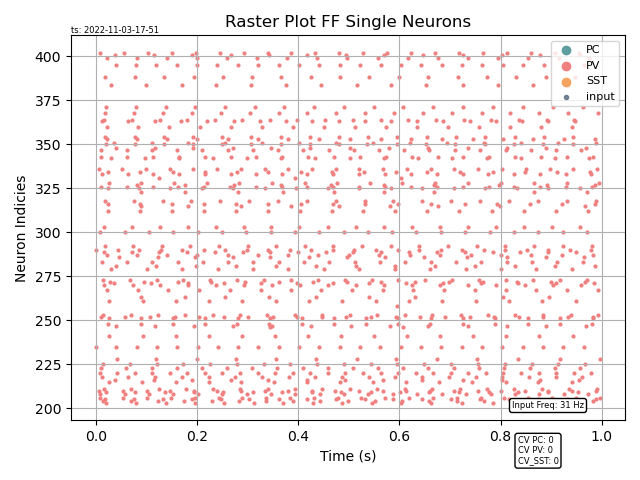 Raster Plot FF Single Neurons
ts: 2022-11-03-17-51
PC
PV
SST
input
400
375
350
325
300
275
250
225
200
Neuron Indicies
Input Freq: 31 Hz
0.0 0.2 0.4 0.6 0.8 1.0
Time (s)
CV PC: 0
CV PV: 0
CV_SST: 0